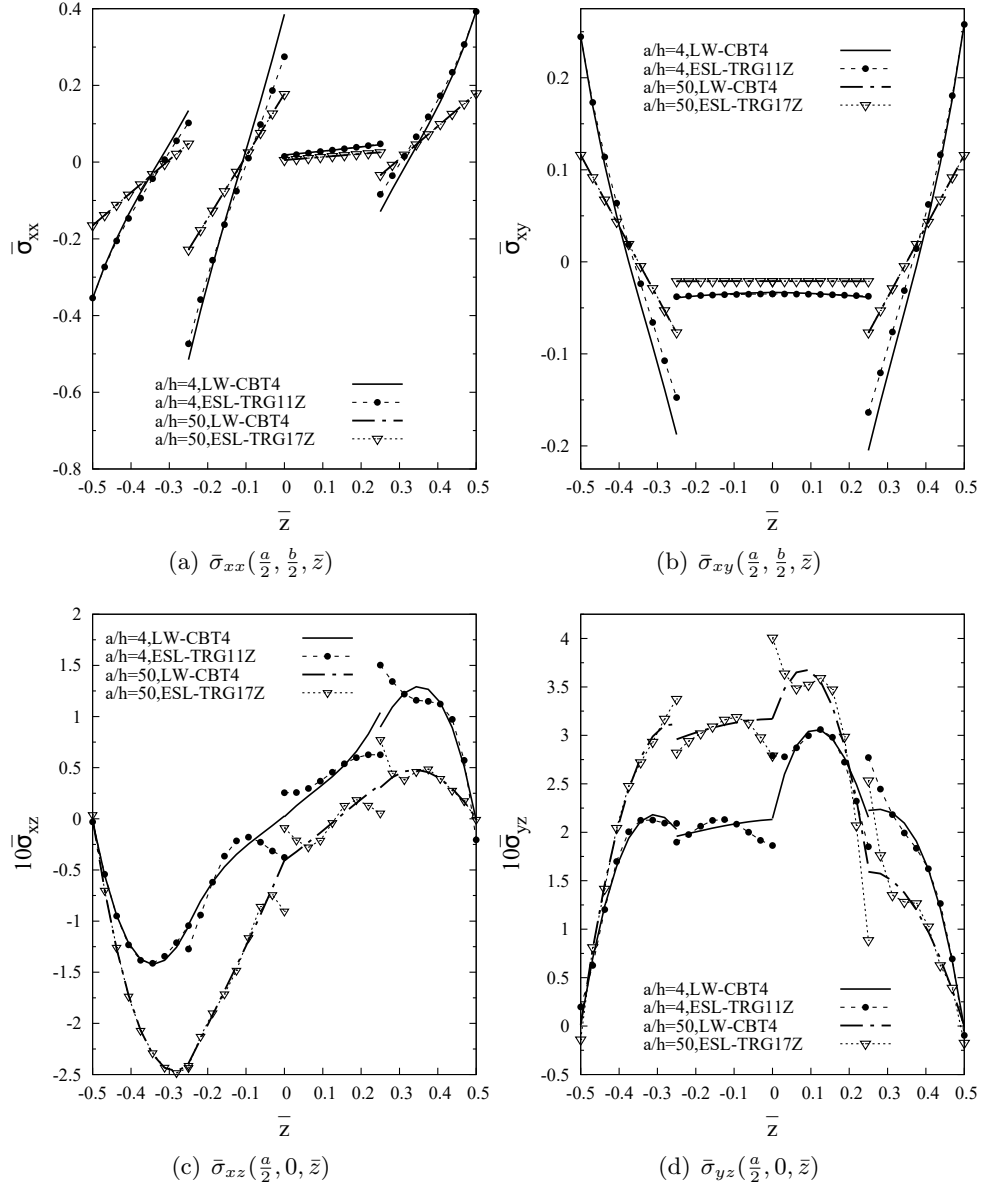 0.4
0.2
0
-0.2
-0.4
-0.6
-0.8
σ̅xx
a/h=4,LW-CBT4
a/h=4,ESL-TRG11Z
a/h=50,LW-CBT4
a/h=50,ESL-TRG17Z
-0.5 -0.4 -0.3 -0.2 -0.1 0 0.1 0.2 0.3 0.4 0.5
z̅
(a) σ̄xx(a/2, b/2, z̄)
0.2
0.1
0
-0.1
-0.2
σ̅xy
a/h=4,LW-CBT4
a/h=4,ESL-TRG11Z
a/h=50,LW-CBT4
a/h=50,ESL-TRG17Z
-0.5 -0.4 -0.3 -0.2 -0.1 0 0.1 0.2 0.3 0.4 0.5
z̅
(b) σ̄xy(a/2, b/2, z̄)
2
1.5
1
0.5
0
-0.5
-1
-1.5
-2
-2.5
10σ̅xz
a/h=4,LW-CBT4
a/h=4,ESL-TRG11Z
a/h=50,LW-CBT4
a/h=50,ESL-TRG17Z
-0.5 -0.4 -0.3 -0.2 -0.1 0 0.1 0.2 0.3 0.4 0.5
z̅
(c) σ̄xz(a/2, 0, z̄)
4
3.5
3
2.5
2
1.5
1
0.5
0
-0.5
10σ̅yz
a/h=4,LW-CBT4
a/h=4,ESL-TRG11Z
a/h=50,LW-CBT4
a/h=50,ESL-TRG17Z
-0.5 -0.4 -0.3 -0.2 -0.1 0 0.1 0.2 0.3 0.4 0.5
z̅
(d) σ̄yz(a/2, 0, z̄)